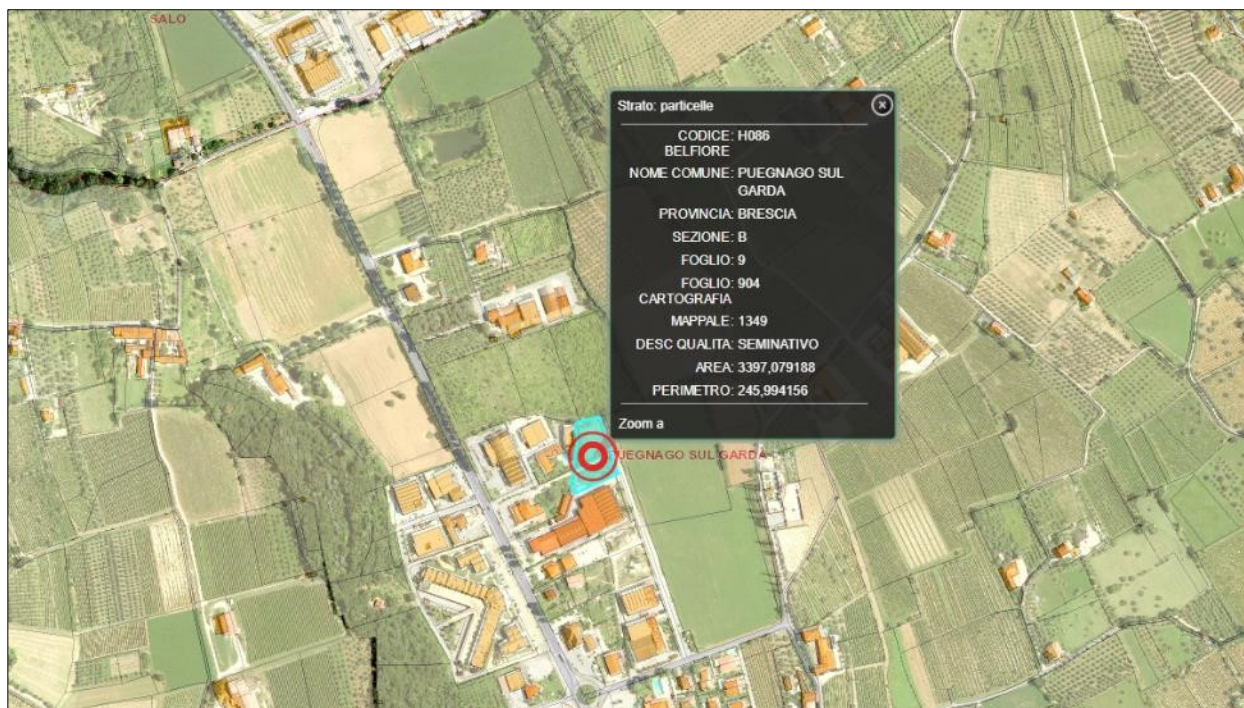 SALO
Strato: particelle
CODICE: H086
BELFIORE
NOME COMUNE: PUEGNAGO SUL
GARDA
PROVINCIA: BRESCIA
SEZIONE: B
FOGLIO: 9
FOGLIO: 904
CARTOGRAFIA
MAPPALE: 1349
DESC QUALITA: SEMINATIVO
AREA: 3397,079188
PERIMETRO: 245,994156
Zoom a
PUEGNAGO SUL GARDA